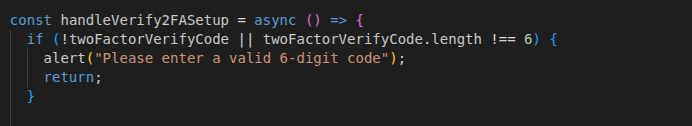 const handleVerify2FASetup = async () => {
if (!twoFactorVerifyCode || twoFactorVerifyCode.length !== 6) {
alert("Please enter a valid 6-digit code");
return;
}